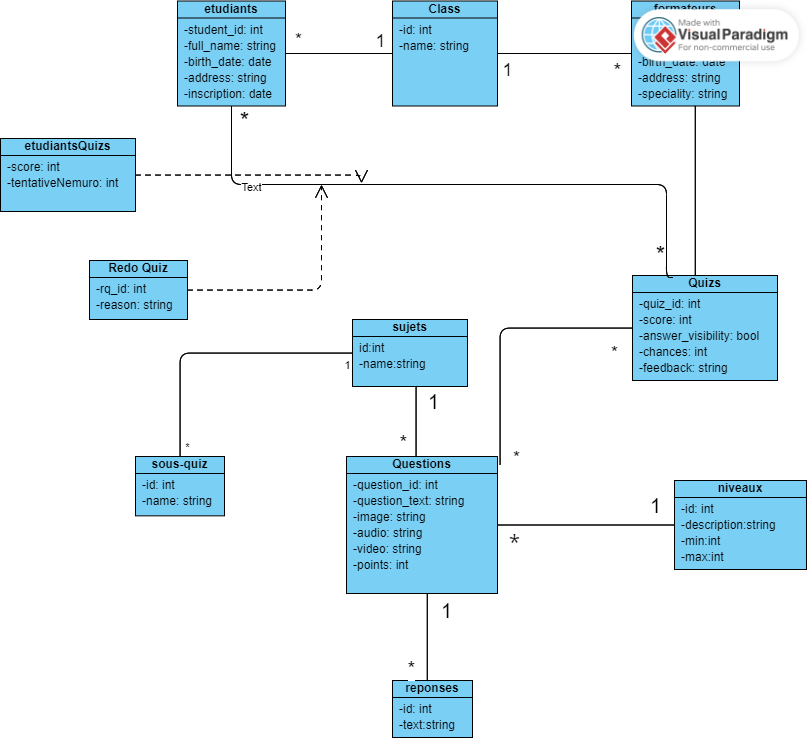 etudiants
-student_id: int
-full_name: string
-birth_date: date
-address: string
-inscription: date
*
1
Class
-id: int
-name: string
1
*
formateurs
-birth_date: date
-address: string
-speciality: string
Made with
VisualParadigm
For non-commercial use
*
etudiantsQuizs
-score: int
-tentativeNemuro: int
Text
*
Redo Quiz
-rq_id: int
-reason: string
Quizs
-quiz_id: int
-score: int
-answer_visibility: bool
-chances: int
-feedback: string
*
*
sujets
id:int
-name:string
1
1
*
*
sous-quiz
-id: int
-name: string
Questions
-question_id: int
-question_text: string
-image: string
-audio: string
-video: string
-points: int
*
1
niveaux
-id: int
-description:string
-min:int
-max:int
1
*
reponses
-id: int
-text:string